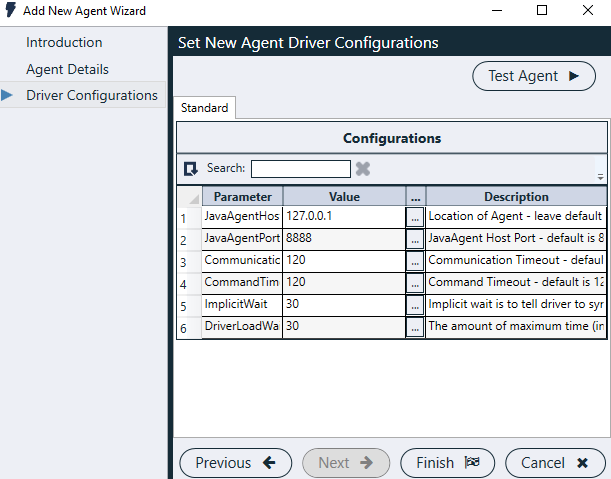 Add New Agent Wizard
Introduction
Agent Details
Driver Configurations
Set New Agent Driver Configurations
Test Agent
Standard
Configurations
Search:
Parameter Value ... Description
1 JavaAgentHos 127.0.0.1 ... Location of Agent - leave default
2 JavaAgentPort 8888 ... JavaAgent Host Port - default is 8
3 Communicatic 120 ... Communication Timeout - defaul
4 CommandTim 120 ... Command Timeout - default is 12
5 ImplicitWait 30 ... Implicit wait is to tell driver to syn
6 DriverLoadWa 30 ... The amount of maximum time (in
Previous Next Finish Cancel